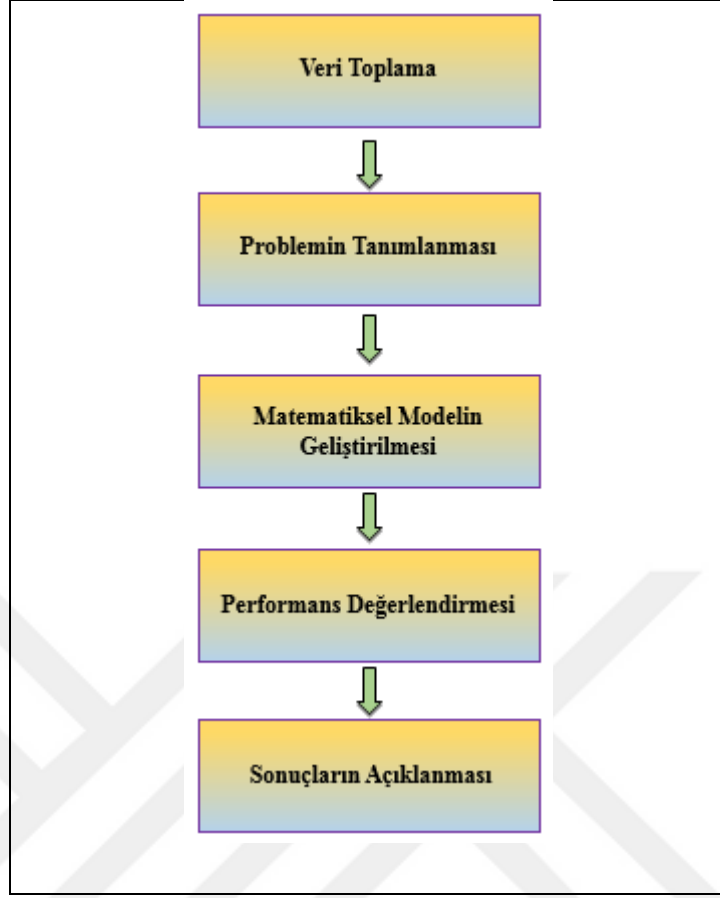 Veri Toplama
Problemin Tanımlanması
Matematiksel Modelin
Geliştirilmesi
Performans Değerlendirmesi
Sonuçların Açıklanması